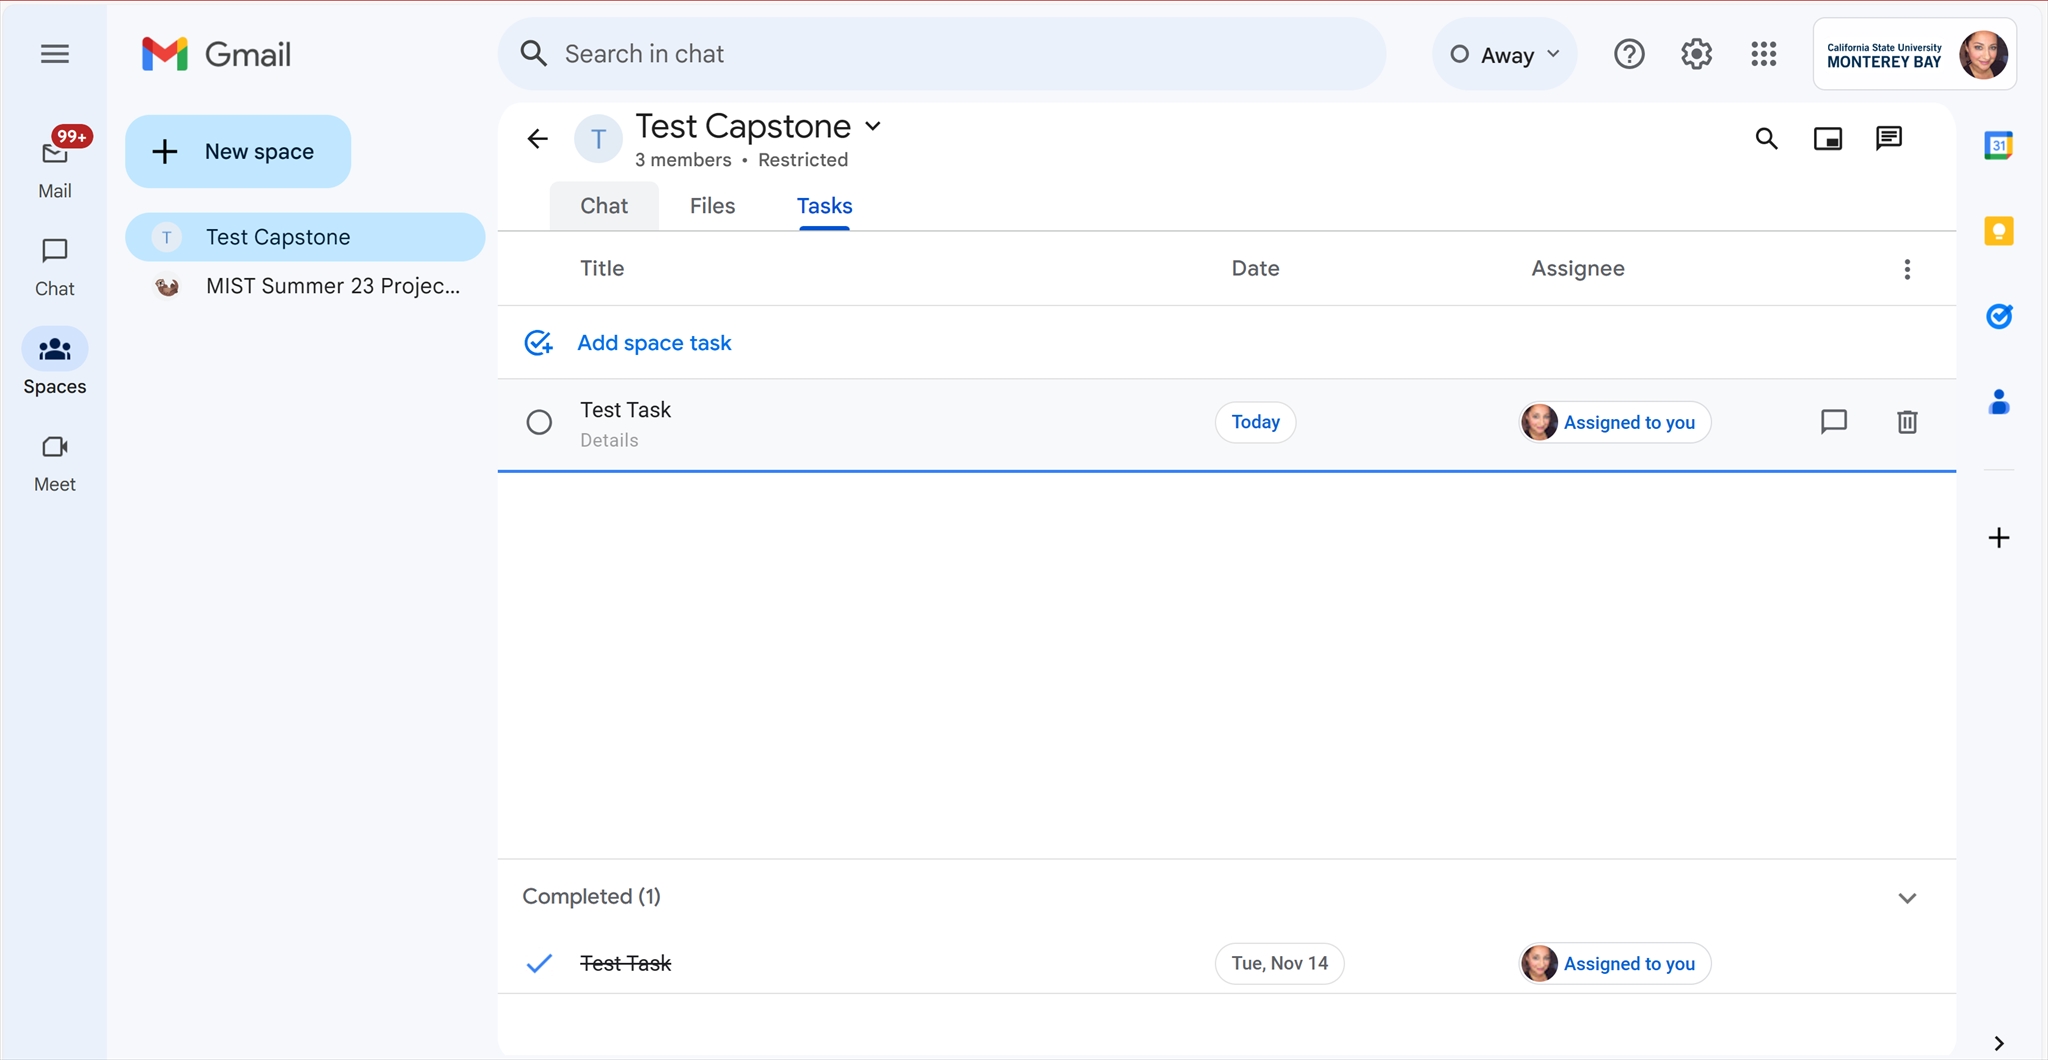 Gmail
Search in chat
Away
California State University
MONTEREY BAY
99+
Mail
Chat
Spaces
Meet
New space
T Test Capstone
MIST Summer 23 Projec...
T
Test Capstone
3 members • Restricted
Chat Files Tasks
Title Date Assignee
Add space task
Test Task Today Assigned to you
Details
Completed (1)
Test Task Tue, Nov 14 Assigned to you
31